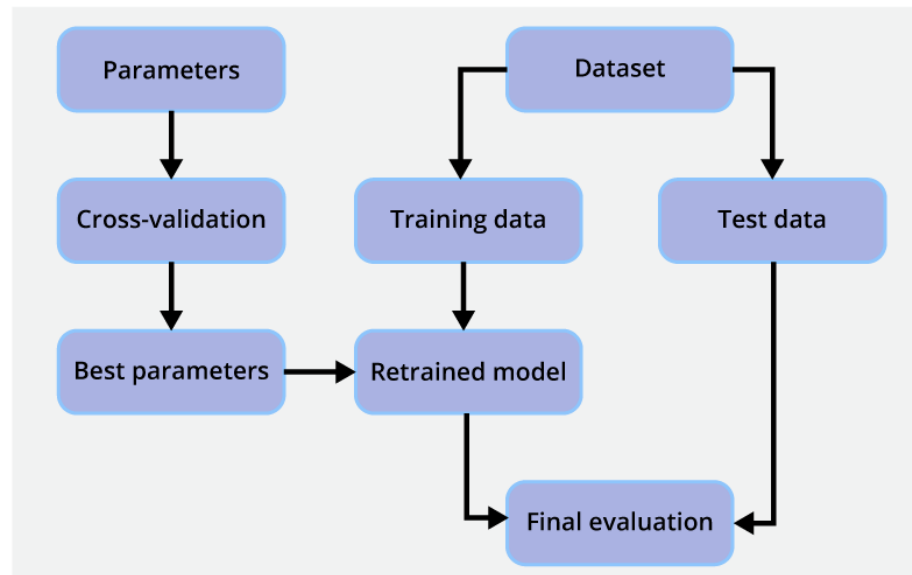 Parameters
Dataset
Cross-validation
Training data
Test data
Best parameters
Retrained model
Final evaluation